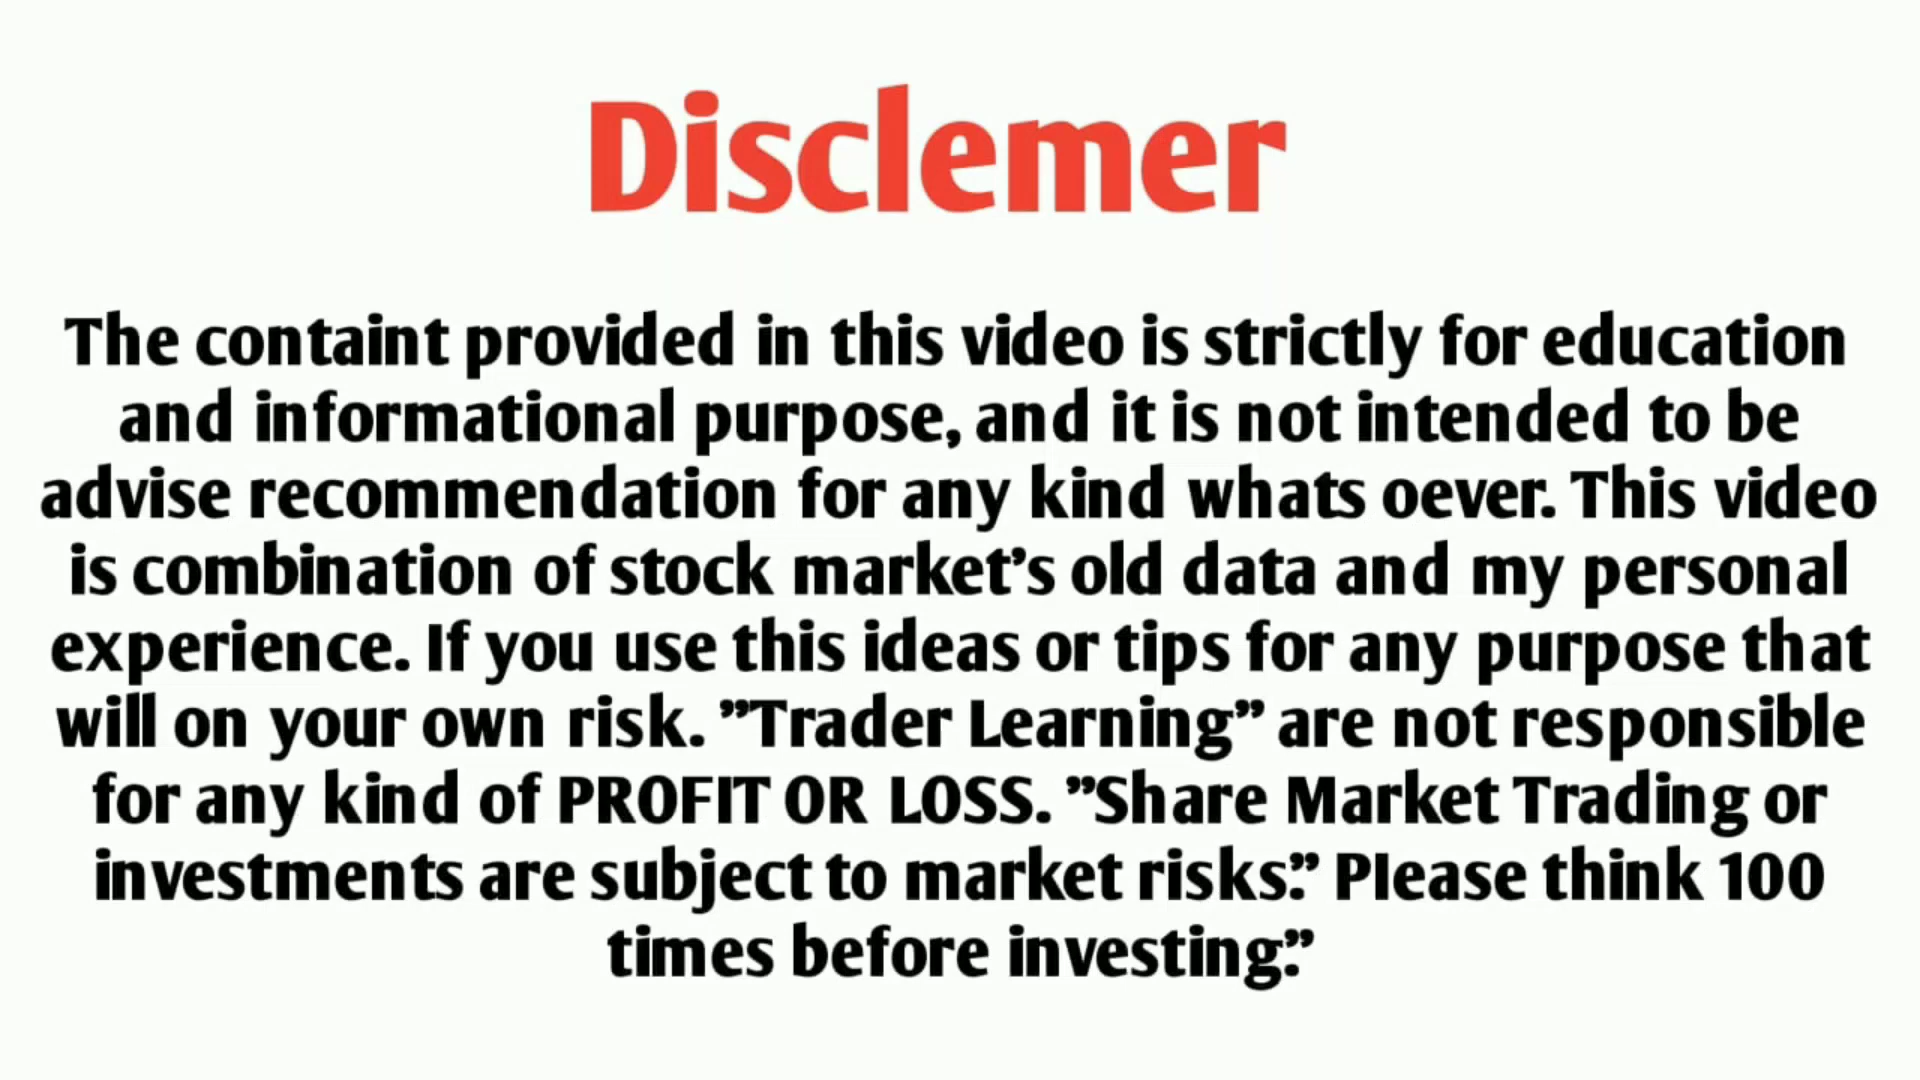 Disclemer
The containt provided in this video is strictly for education
and informational purpose, and it is not intended to be
advise recommendation for any kind whats oever. This video
is combination of stock market’s old data and my personal
experience. If you use this ideas or tips for any purpose that
will on your own risk. ”Trader Learning” are not responsible
for any kind of PROFIT OR LOSS. ”Share Market Trading or
investments are subject to market risks.” Please think 100
times before investing.”